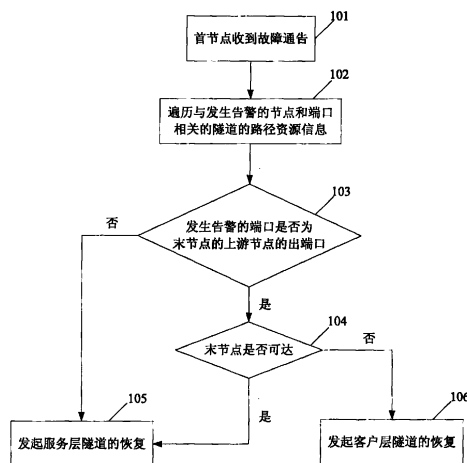 101
首节点收到故障通告
102
遍历与发生告警的节点和端口
相关的隧道的路径资源信息
103
发生告警的端口是否为
末节点的上游节点的出端口
否
是
104
末节点是否可达
否
是
105
发起服务层隧道的恢复
106
发起客户层隧道的恢复